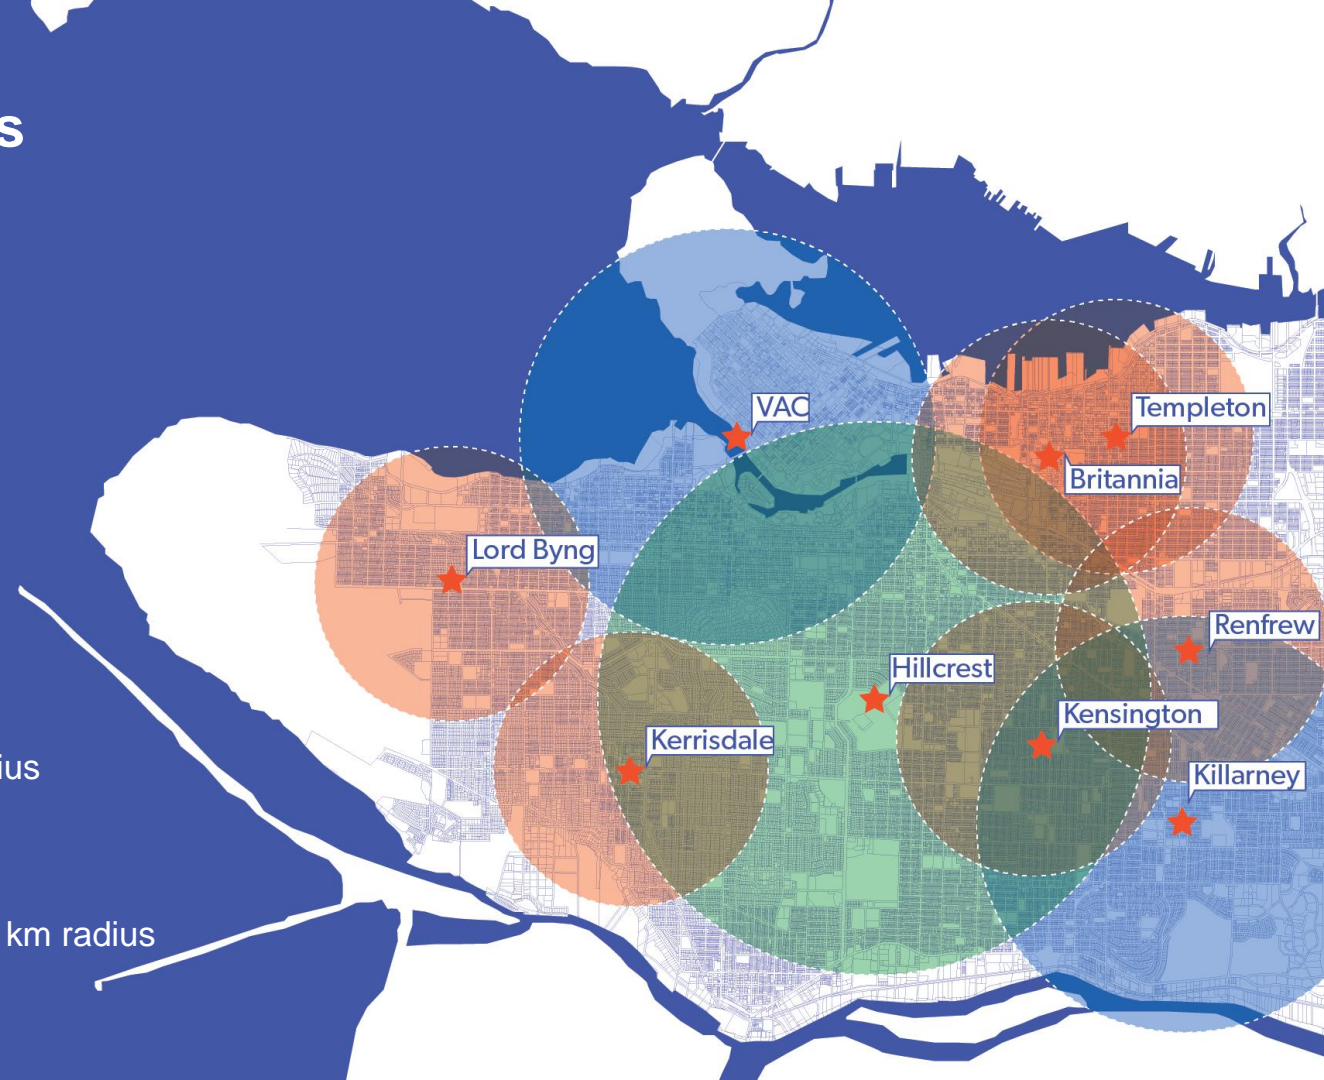 s
VAC
Templeton
Britannia
Lord Byng
Renfrew
Hillcrest
Kensington
Kerrisdale
ius
Killarney
km radius